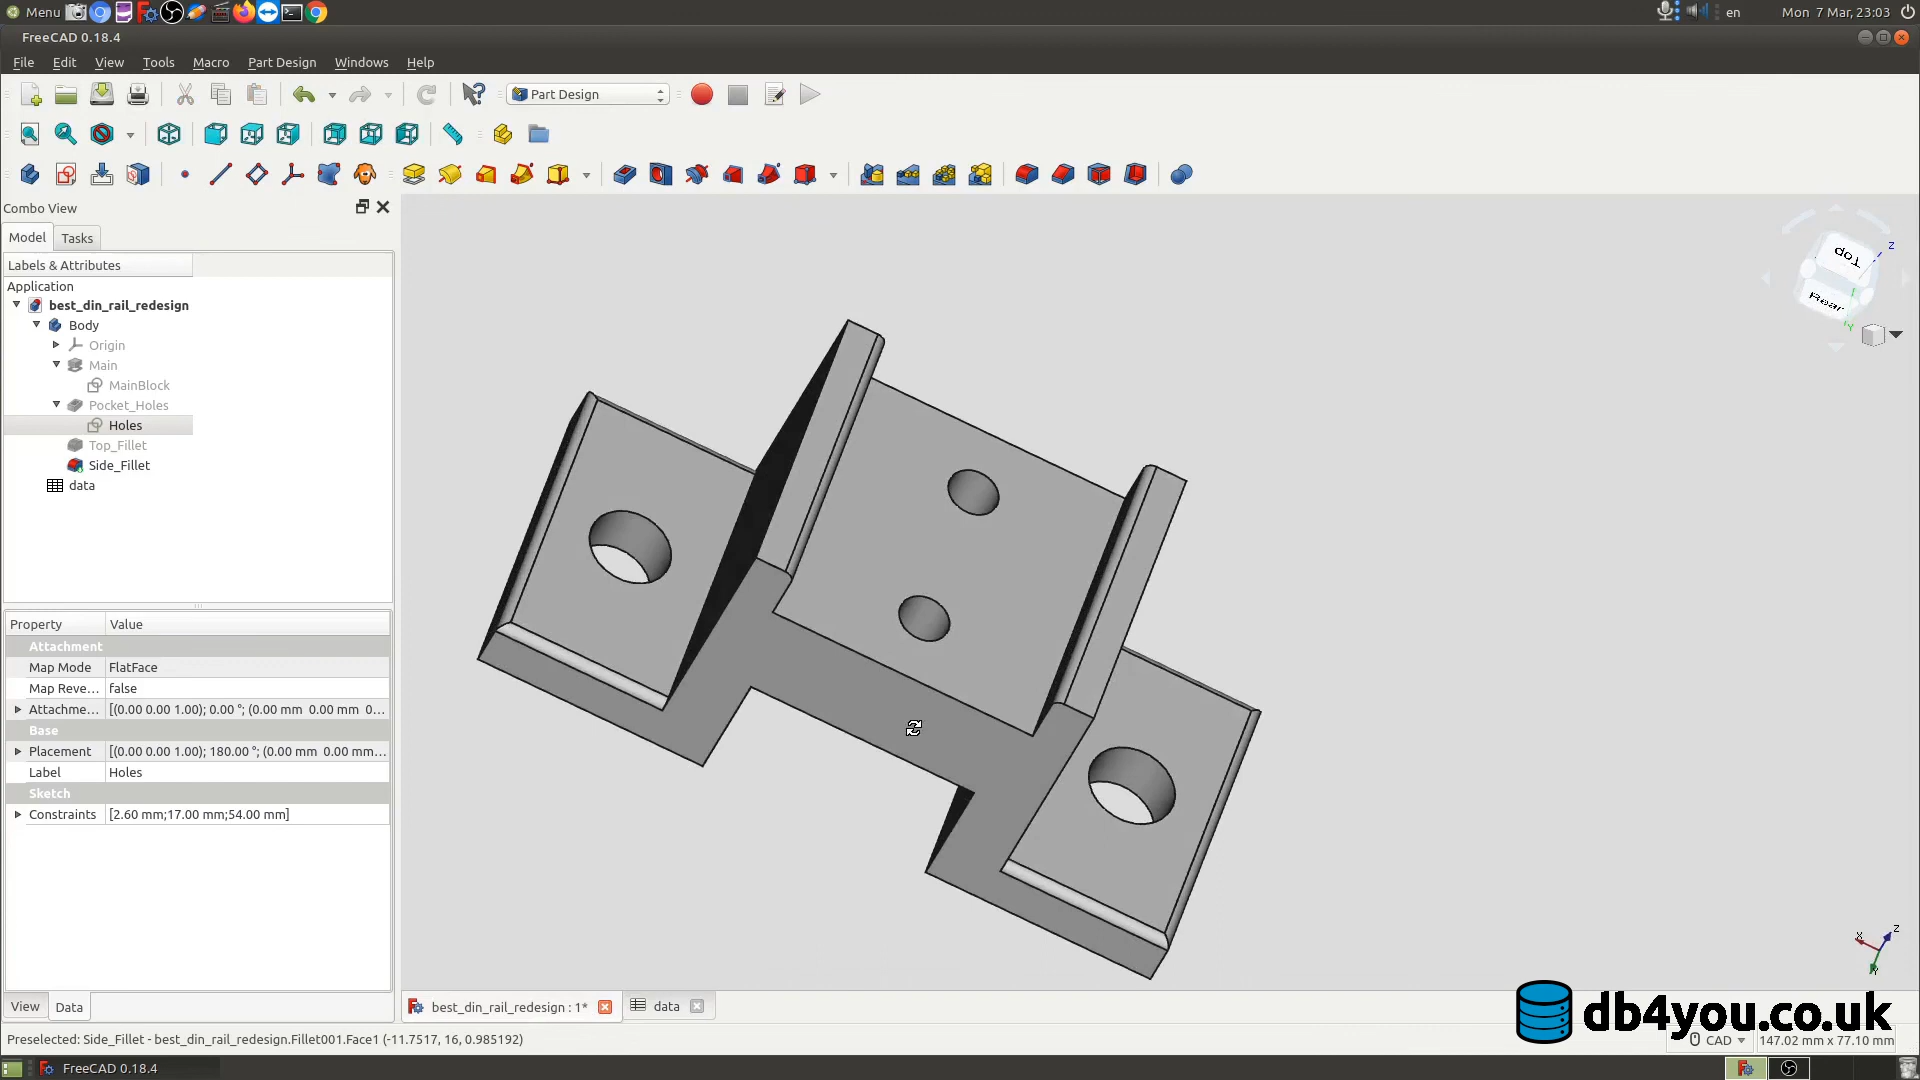 Menu
en
Mon 7 Mar, 23:03
FreeCAD 0.18.4
File Edit View Tools Macro Part Design Windows Help
Part Design
Combo View
Model Tasks
Labels & Attributes
Application
best_din_rail_redesign
Body
Origin
Main
MainBlock
Pocket_Holes
Holes
Top_Fillet
Side_Fillet
data
Top
Rear
Z
Y
Property Value
Attachment
Map Mode FlatFace
Map Reve... false
Attachme... [(0.00 0.00 1.00); 0.00 °; (0.00 mm 0.00 mm 0...
Base
Placement [(0.00 0.00 1.00); 180.00 °; (0.00 mm 0.00 mm...
Label Holes
Sketch
Constraints [2.60 mm;17.00 mm;54.00 mm]
X
Z
Y
View Data
best_din_rail_redesign : 1*
data
db4you.co.uk
Preselected: Side_Fillet - best_din_rail_redesign.Fillet001.Face1 (-11.7517, 16, 0.985192)
CAD
147.02 mm x 77.10 mm
FreeCAD 0.18.4